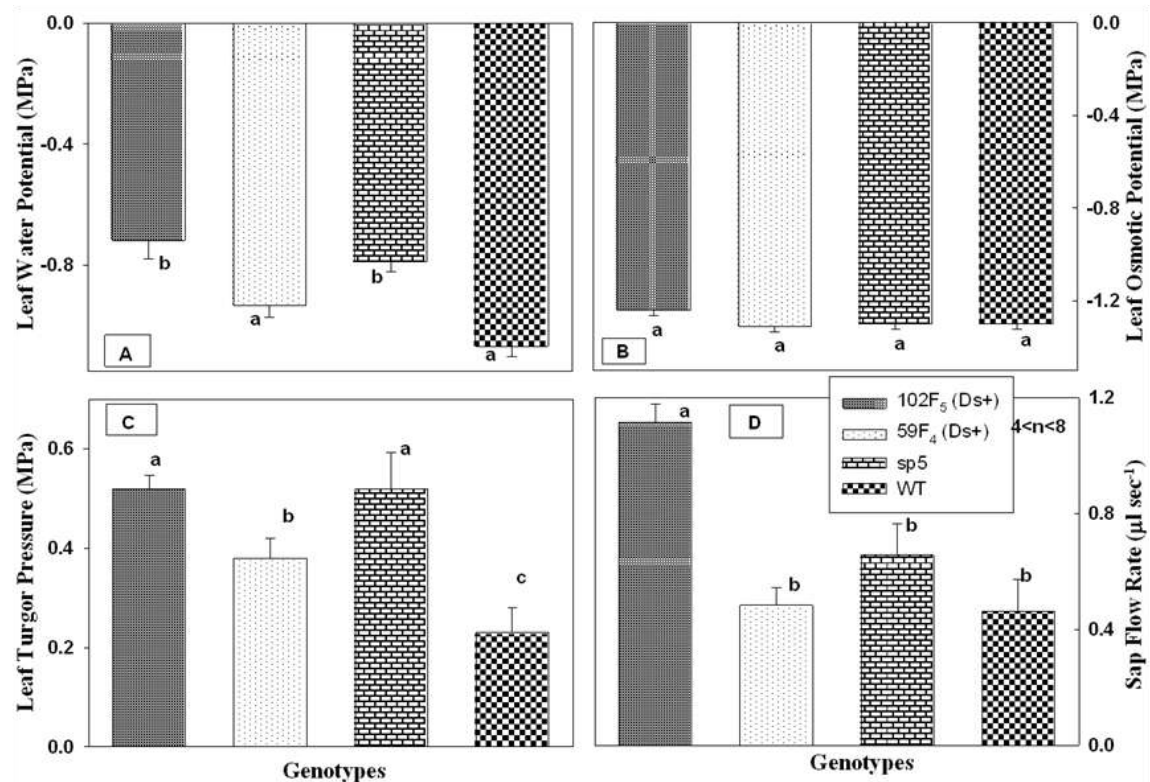 0.0
-0.4
-0.8
Leaf Water Potential (MPa)
b
a
b
a
A
0.0
-0.4
-0.8
-1.2
Leaf Osmotic Potential (MPa)
a
a
a
a
B
0.6
0.4
0.2
0.0
Leaf Turgor Pressure (MPa)
C
a
b
a
c
Genotypes
D
a
b
b
b
102F5 (Ds+)
59F4 (Ds+)
sp5
WT
4<n<8
1.2
0.8
0.4
0.0
Sap Flow Rate (µl sec-1)
Genotypes